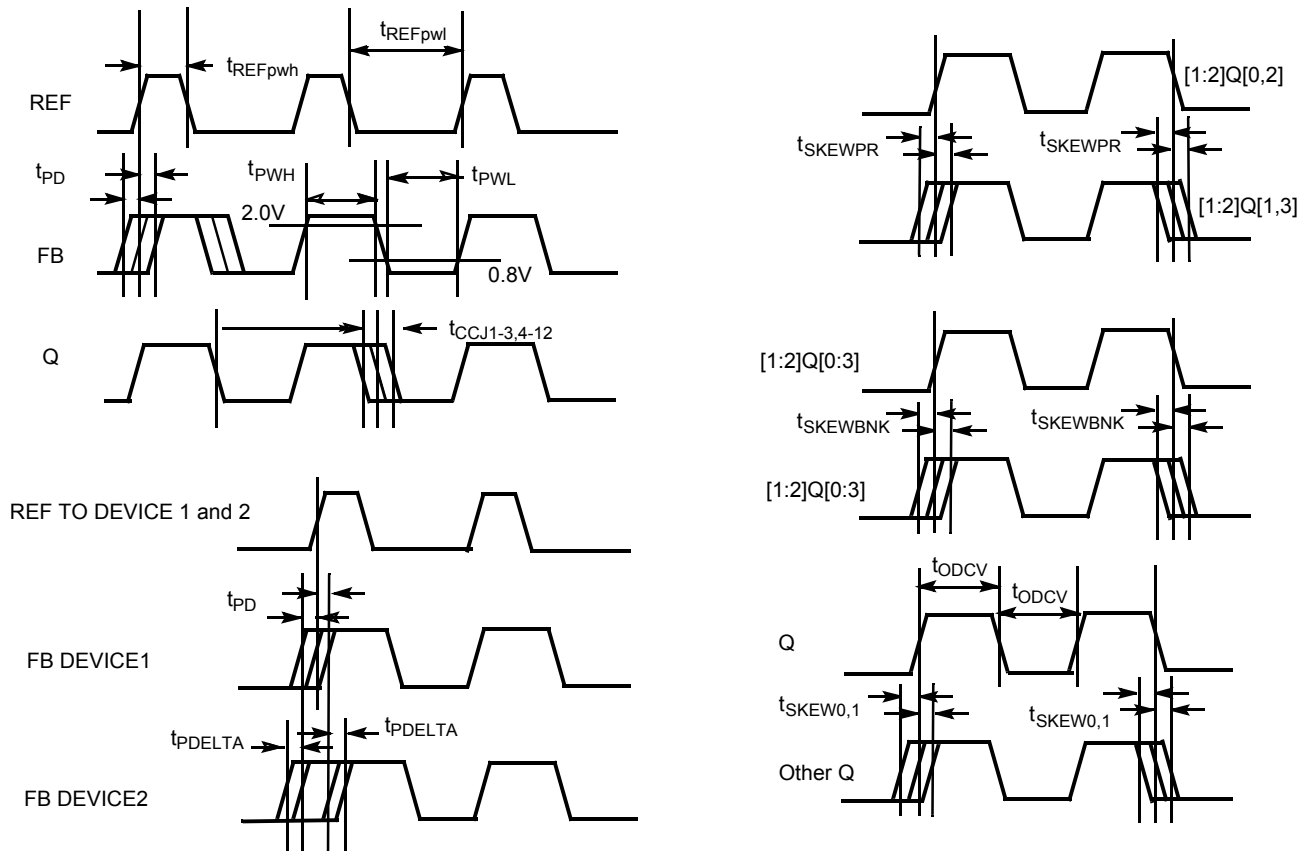 tREFpwh
tREFpwl
REF
tPD
tPWH
tPWL
2.0V
FB
0.8V
tCCJ1-3,4-12
Q
REF TO DEVICE 1 and 2
tPD
FB DEVICE1
tPDELTA
tPDELTA
FB DEVICE2
[1:2]Q[0,2]
tSKEWPR
tSKEWPR
[1:2]Q[1,3]
[1:2]Q[0:3]
tSKEWBNK
tSKEWBNK
[1:2]Q[0:3]
tODCV
tODCV
Q
tSKEW0,1
tSKEW0,1
Other Q